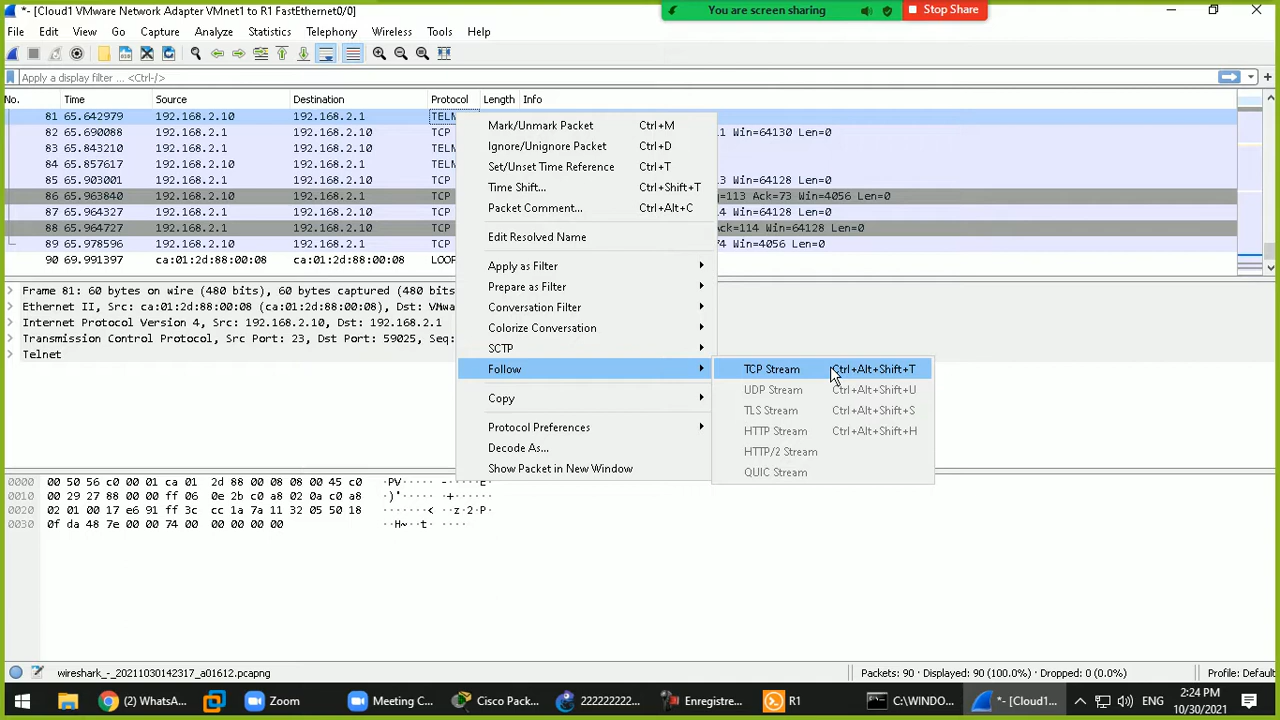 *- [Cloud1 VMware Network Adapter VMnet1 to R1 FastEthernet0/0]
You are screen sharing
Stop Share
File Edit View Go Capture Analyze Statistics Telephony Wireless Tools Help
Apply a display filter ... <Ctrl-/>
No. Time Source Destination Protocol Length Info
81 65.642979 192.168.2.10 192.168.2.1 TELN
82 65.690088 192.168.2.1 192.168.2.10 TCP 1 Win=64130 Len=0
83 65.843210 192.168.2.1 192.168.2.10 TELN
84 65.857617 192.168.2.10 192.168.2.1 TELN
85 65.903001 192.168.2.1 192.168.2.10 TCP 13 Win=64128 Len=0
86 65.963840 192.168.2.10 192.168.2.1 TCP =113 Ack=73 Win=4056 Len=0
87 65.964327 192.168.2.1 192.168.2.10 TCP 14 Win=64128 Len=0
88 65.964727 192.168.2.1 192.168.2.10 TCP Ack=114 Win=64128 Len=0
89 65.978596 192.168.2.10 192.168.2.1 TCP 74 Win=4056 Len=0
90 69.991397 ca:01:2d:88:00:08 ca:01:2d:88:00:08 LOOP
Mark/Unmark Packet Ctrl+M
Ignore/Unignore Packet Ctrl+D
Set/Unset Time Reference Ctrl+T
Time Shift... Ctrl+Shift+T
Packet Comment... Ctrl+Alt+C
Edit Resolved Name
Apply as Filter
Prepare as Filter
Conversation Filter
Colorize Conversation
SCTP
Follow
Copy
Protocol Preferences
Decode As...
Show Packet in New Window
TCP Stream Ctrl+Alt+Shift+T
UDP Stream Ctrl+Alt+Shift+U
TLS Stream Ctrl+Alt+Shift+S
HTTP Stream Ctrl+Alt+Shift+H
HTTP/2 Stream
QUIC Stream
Frame 81: 60 bytes on wire (480 bits), 60 bytes captured (480 bits
Ethernet II, Src: ca:01:2d:88:00:08 (ca:01:2d:88:00:08), Dst: VMwa
Internet Protocol Version 4, Src: 192.168.2.10, Dst: 192.168.2.1
Transmission Control Protocol, Src Port: 23, Dst Port: 59025, Seq:
Telnet
0000 00 50 56 c0 00 01 ca 01 2d 88 00 08 08 00 45 c0 ·PV····· -·····E·
0010 00 29 27 88 00 00 ff 06 0e 2b c0 a8 02 0a c0 a8 ·)'····· ·+······
0020 02 01 00 17 e6 91 ff 3c cc 1a 7a 11 32 05 50 18 ·······< ··z·2·P·
0030 0f da 48 7e 00 00 74 00 00 00 00 00 ··H~··t· ····
wireshark_-_20211030142317_a01612.pcapng
Packets: 90 · Displayed: 90 (100.0%) · Dropped: 0 (0.0%)
Profile: Default
WhatsA...
Zoom
Meeting C...
Cisco Pack...
222222222...
Enregistre...
R1
C:\WINDO...
*- [Cloud1...
ENG
2:24 PM
10/30/2021